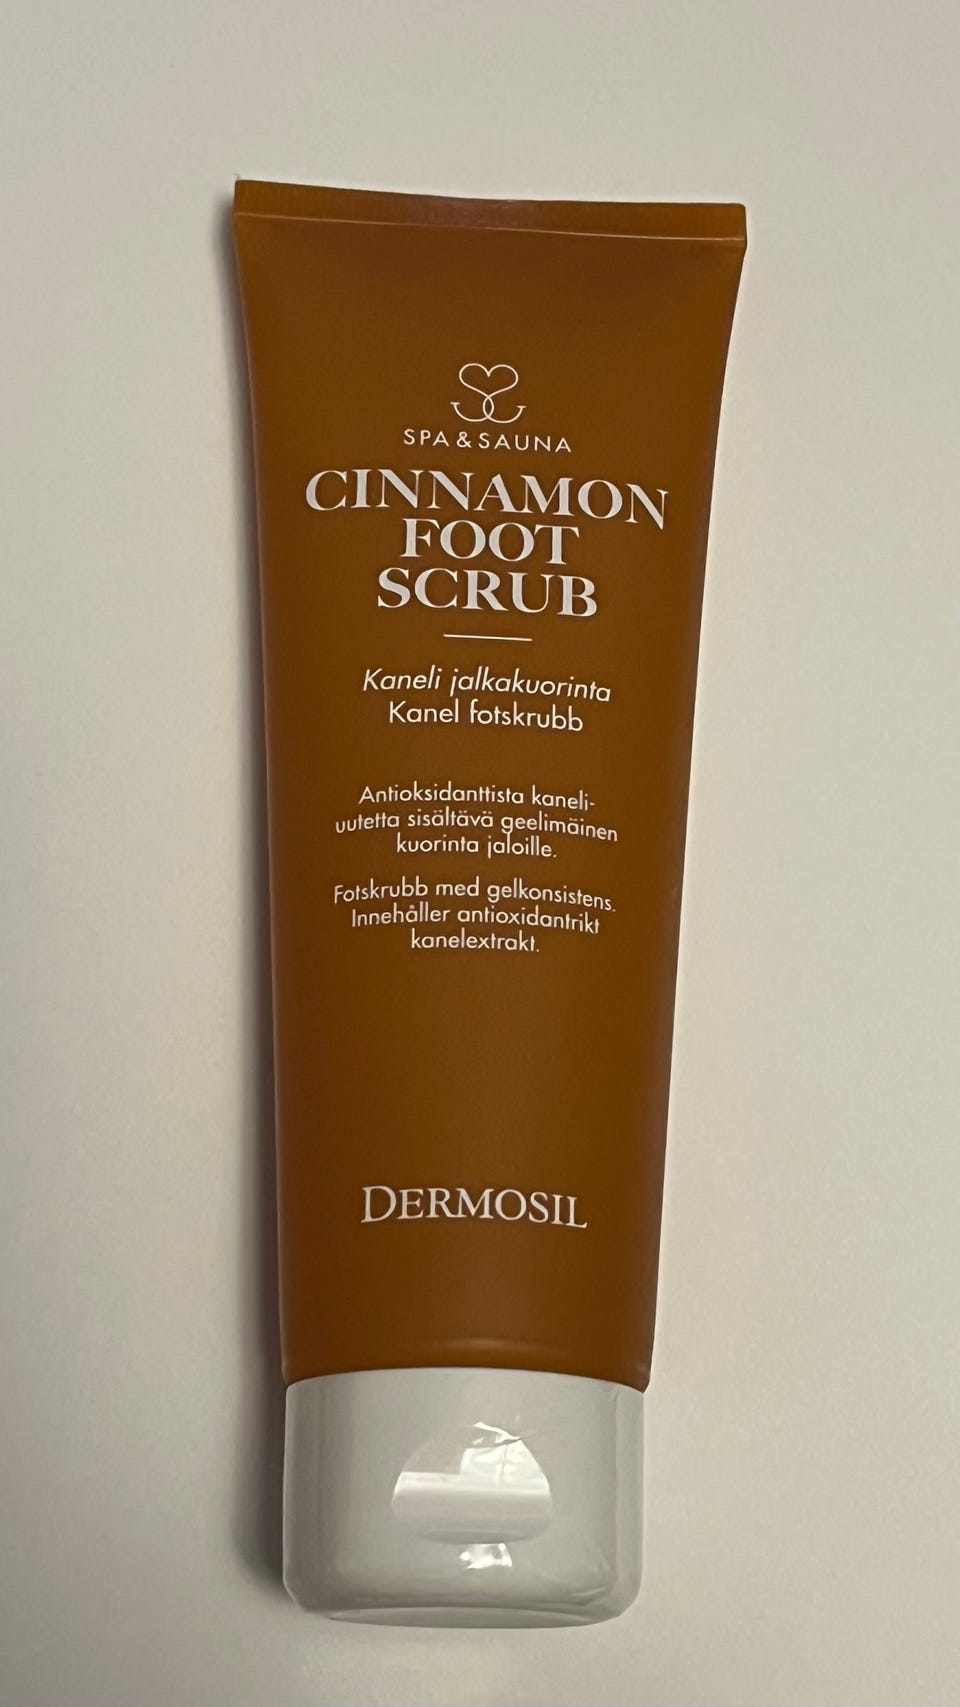 SPA & SAUNA
CINNAMON
FOOT
SCRUB
Kaneli jalkakuorinta
Kanel fotskrubb
Antioksidanttista kaneli-
uutetta sisältävä geelimäinen
kuorinta jaloille.
Fotskrubb med gelkonsistens.
Innehåller antioxidantrikt
kanelextrakt.
DERMOSIL